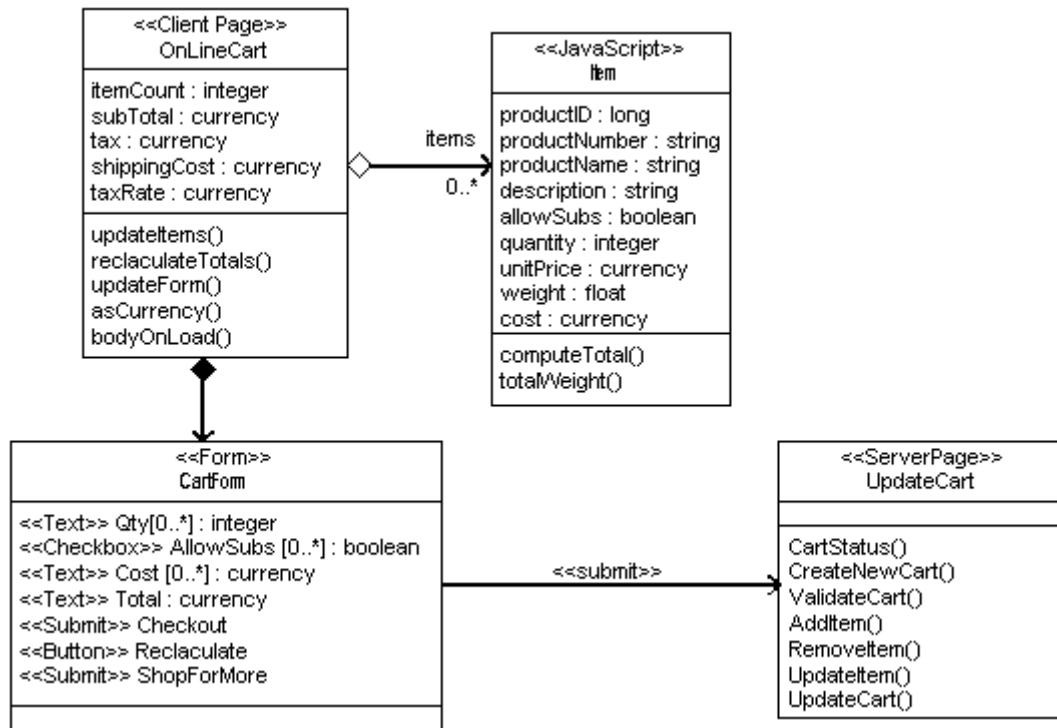 <<Client Page>>
OnLineCart
itemCount : integer
subTotal : currency
tax : currency
shippingCost : currency
taxRate : currency
updateItems()
reclaculateTotals()
updateForm()
asCurrency()
bodyOnLoad()
items
0..*
<<JavaScript>>
Item
productID : long
productNumber : string
productName : string
description : string
allowSubs : boolean
quantity : integer
unitPrice : currency
weight : float
cost : currency
computeTotal()
totalWeight()
<<Form>>
CartForm
<<Text>> Qty[0..*] : integer
<<Checkbox>> AllowSubs [0..*] : boolean
<<Text>> Cost [0..*] : currency
<<Text>> Total : currency
<<Submit>> Checkout
<<Button>> Reclaculate
<<Submit>> ShopForMore
<<submit>>
<<ServerPage>>
UpdateCart
CartStatus()
CreateNewCart()
ValidateCart()
AddItem()
RemoveItem()
UpdateItem()
UpdateCart()